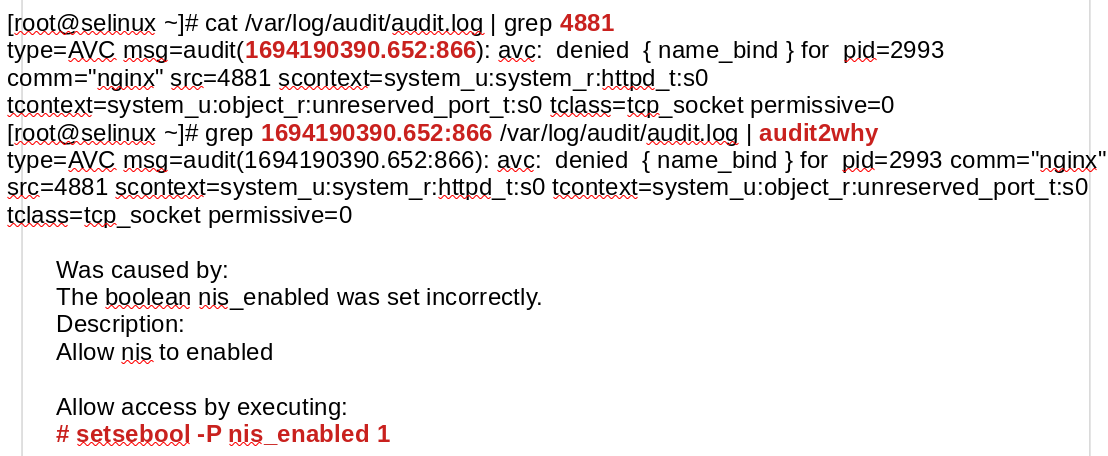 [root@selinux ~]# cat /var/log/audit/audit.log | grep 4881
type=AVC msg=audit(1694190390.652:866): avc:  denied  { name_bind } for  pid=2993
comm="nginx" src=4881 scontext=system_u:system_r:httpd_t:s0
tcontext=system_u:object_r:unreserved_port_t:s0 tclass=tcp_socket permissive=0
[root@selinux ~]# grep 1694190390.652:866 /var/log/audit/audit.log | audit2why
type=AVC msg=audit(1694190390.652:866): avc:  denied  { name_bind } for  pid=2993 comm="nginx"
src=4881 scontext=system_u:system_r:httpd_t:s0 tcontext=system_u:object_r:unreserved_port_t:s0
tclass=tcp_socket permissive=0
Was caused by:
The boolean nis_enabled was set incorrectly.
Description:
Allow nis to enabled
Allow access by executing:
# setsebool -P nis_enabled 1